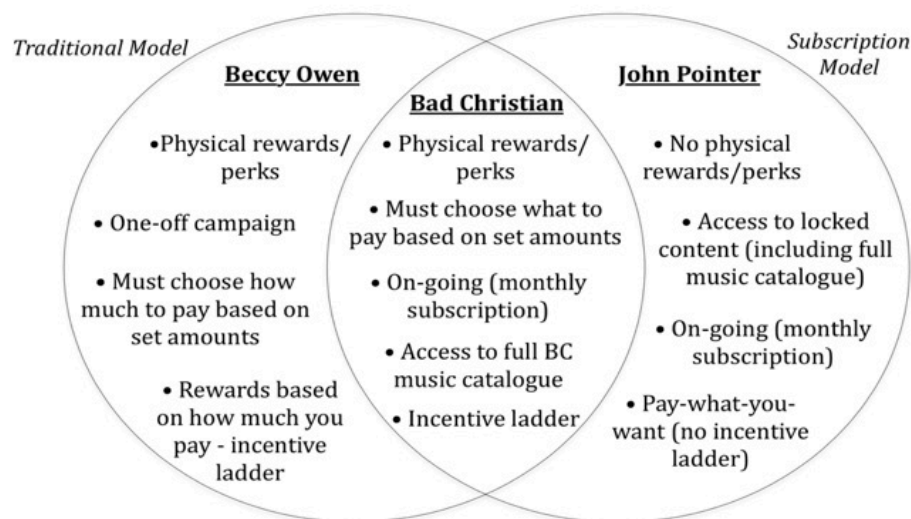 Traditional Model
Subscription
Model
Beccy Owen
•Physical rewards/
perks
• One-off campaign
• Must choose how
much to pay based on
set amounts
• Rewards based
on how much you
pay - incentive
ladder
Bad Christian
• Physical rewards/
perks
• Must choose what to
pay based on set amounts
• On-going (monthly
subscription)
• Access to full BC
music catalogue
• Incentive ladder
John Pointer
• No physical
rewards/perks
• Access to locked
content (including full
music catalogue)
• On-going (monthly
subscription)
• Pay-what-you-
want (no incentive
ladder)